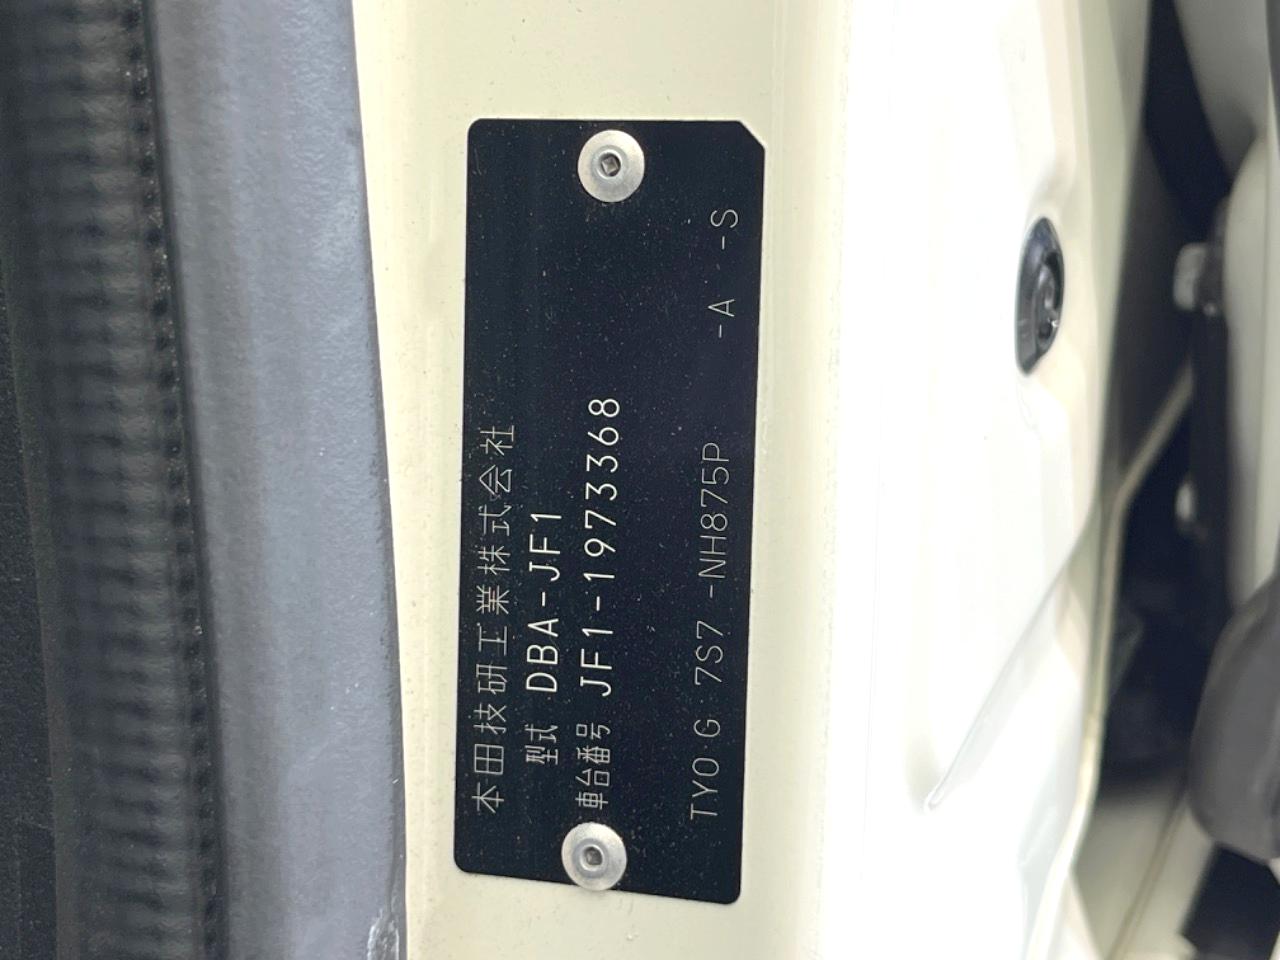 本田技研工業株式会社
型式 DBA-JF1
車台番号 JF1-1973368
TY0 G 7S7 -NH875P -A -S